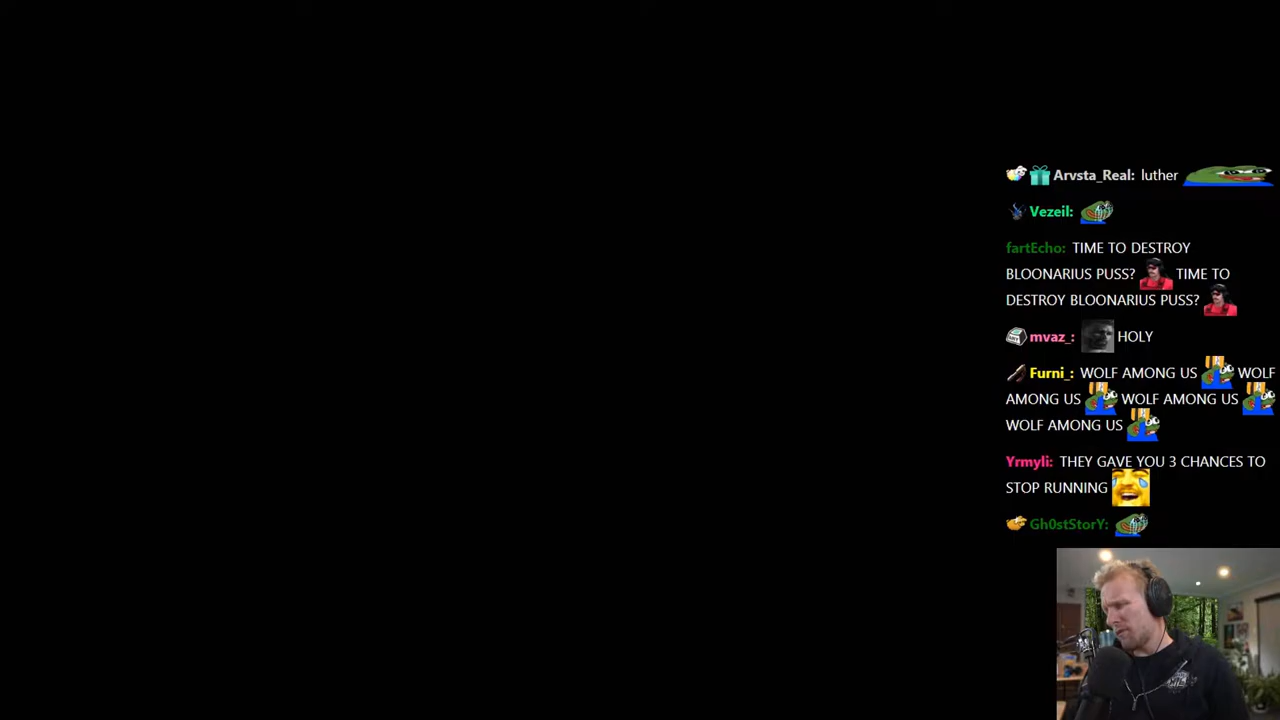 Arvsta_Real: luther
Vezeil:
fartEcho: TIME TO DESTROY
BLOONARIUS PUSS? TIME TO
DESTROY BLOONARIUS PUSS?
mvaz_: HOLY
Furni_: WOLF AMONG US WOLF
AMONG US WOLF AMONG US
WOLF AMONG US
Yrmyli: THEY GAVE YOU 3 CHANCES TO
STOP RUNNING
Gh0stStorY: